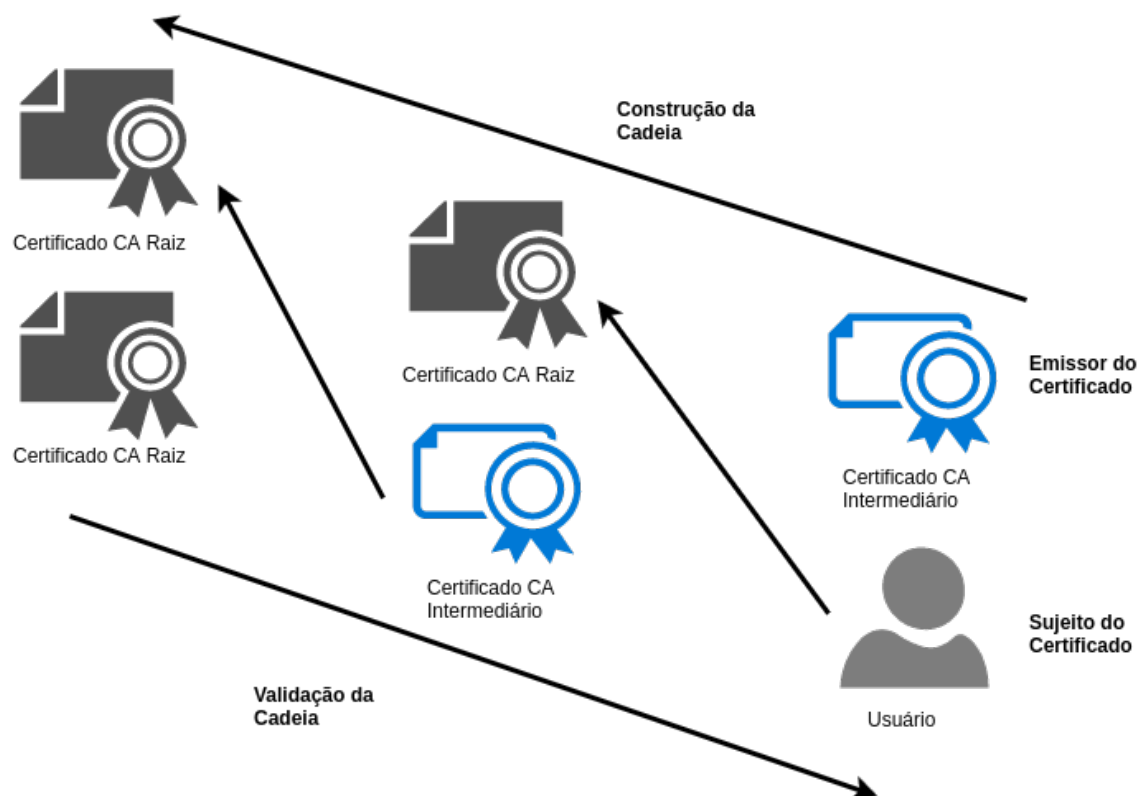 Construção da
Cadeia
Certificado CA Raiz
Certificado CA Raiz
Emissor do
Certificado
Certificado CA Raiz
Certificado CA
Intermediário
Certificado CA
Intermediário
Sujeito do
Certificado
Validação da
Cadeia
Usuário